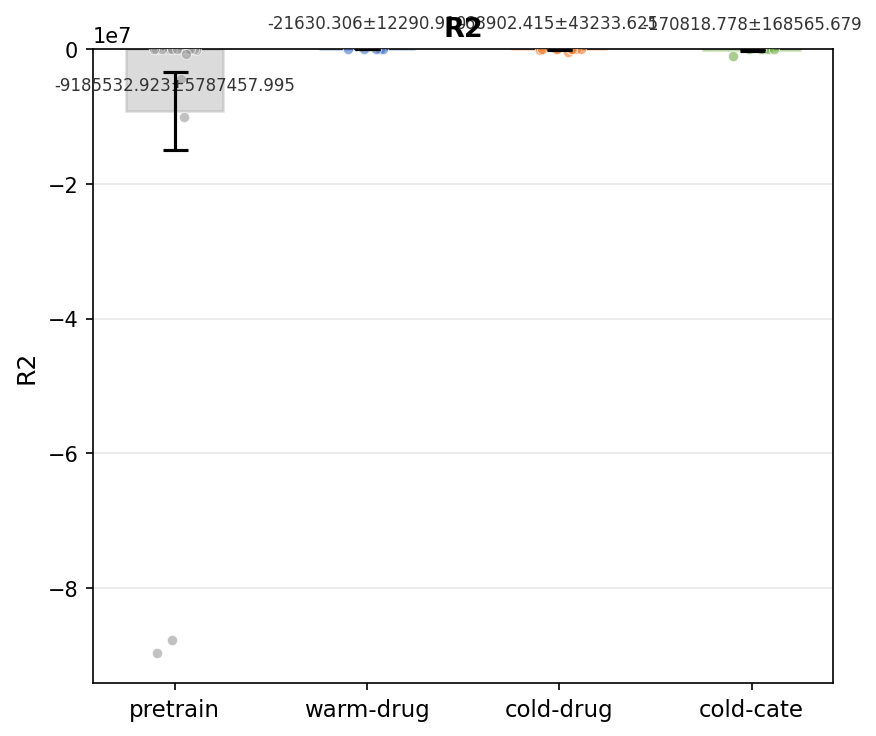 R2
1e7
-21630.306±12290.9
902.415±43233.625
170818.778±168565.679
-9185532.923±5787457.995
0
−2
−4
−6
−8
R2
pretrain
warm-drug
cold-drug
cold-cate